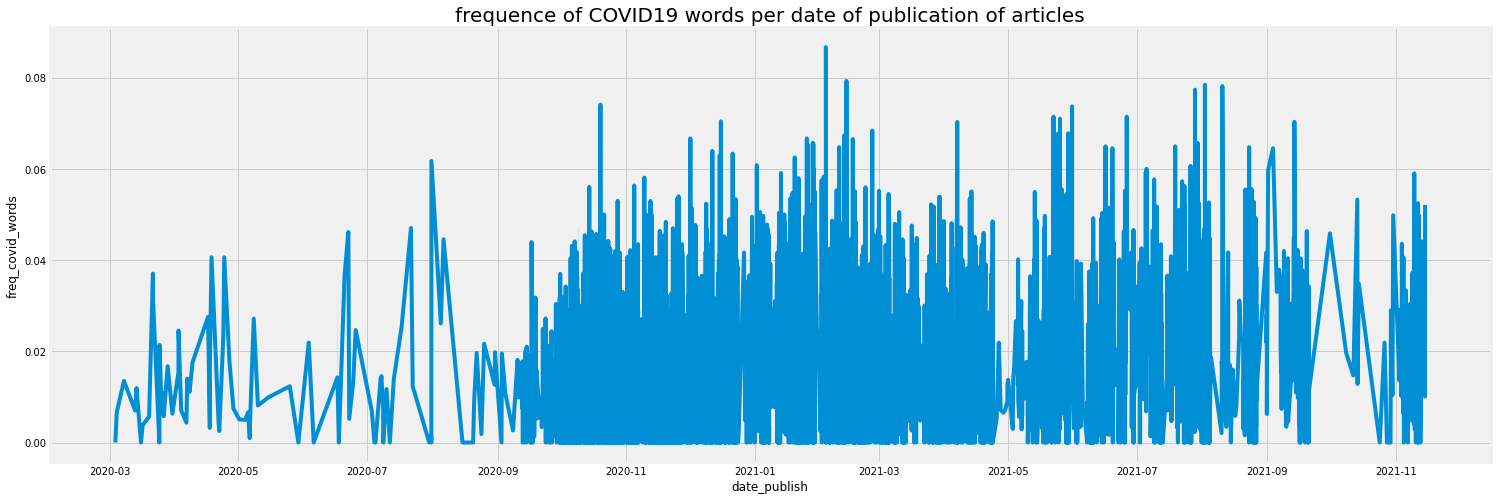 frequence of COVID19 words per date of publication of articles
freq_covid_words
0.08
0.06
0.04
0.02
0.00
2020-03 2020-05 2020-07 2020-09 2020-11 2021-01 2021-03 2021-05 2021-07 2021-09 2021-11
date_publish